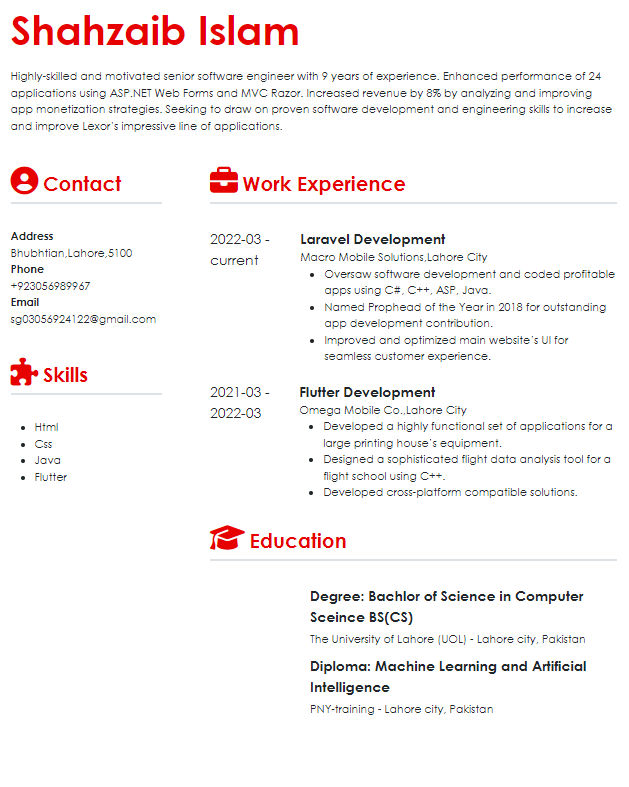 Shahzaib Islam
Highly-skilled and motivated senior software engineer with 9 years of experience. Enhanced performance of 24
applications using ASP.NET Web Forms and MVC Razor. Increased revenue by 8% by analyzing and improving
app monetization strategies. Seeking to draw on proven software development and engineering skills to increase
and improve Lexor's impressive line of applications.
Contact
Address
Bhubhtian,Lahore,5100
Phone
+923056989967
Email
sg03056924122@gmail.com
Skills
Html
Css
Java
Flutter
Work Experience
2022-03 -
current
Laravel Development
Macro Mobile Solutions,Lahore City
Oversaw software development and coded profitable
apps using C#, C++, ASP, Java.
Named Prophead of the Year in 2018 for outstanding
app development contribution.
Improved and optimized main website's UI for
seamless customer experience.
2021-03 -
2022-03
Flutter Development
Omega Mobile Co.,Lahore City
Developed a highly functional set of applications for a
large printing house's equipment.
Designed a sophisticated flight data analysis tool for a
flight school using C++.
Developed cross-platform compatible solutions.
Education
Degree: Bachlor of Science in Computer
Sceince BS(CS)
The University of Lahore (UOL) - Lahore city, Pakistan
Diploma: Machine Learning and Artificial
Intelligence
PNY-training - Lahore city, Pakistan